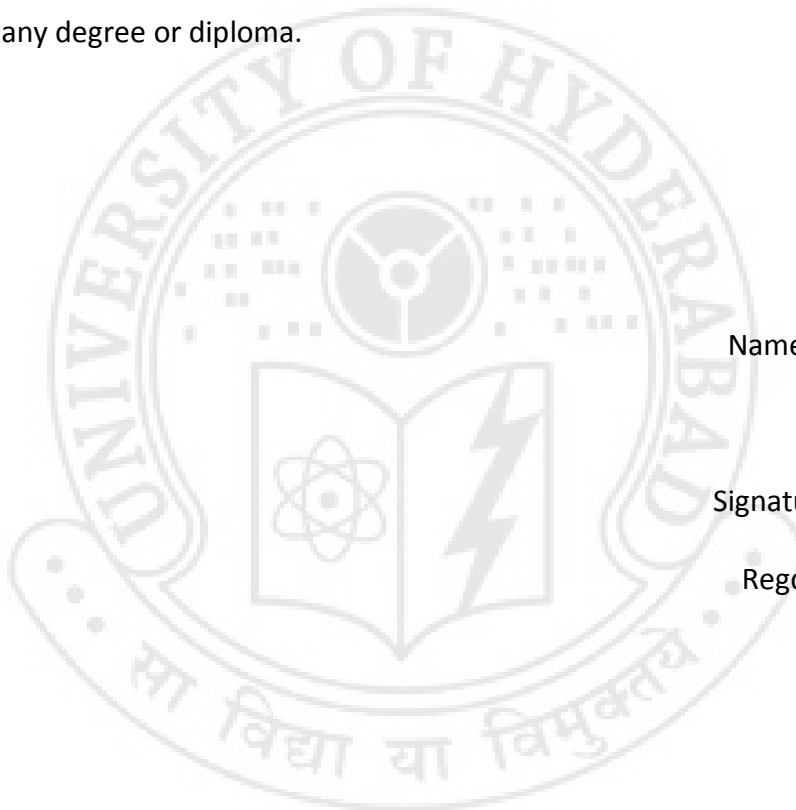 any degree or diploma.
UNIVERSITY OF HYDERABAD
Name
Signatu
Rego
सा विद्या या विमुक्तये